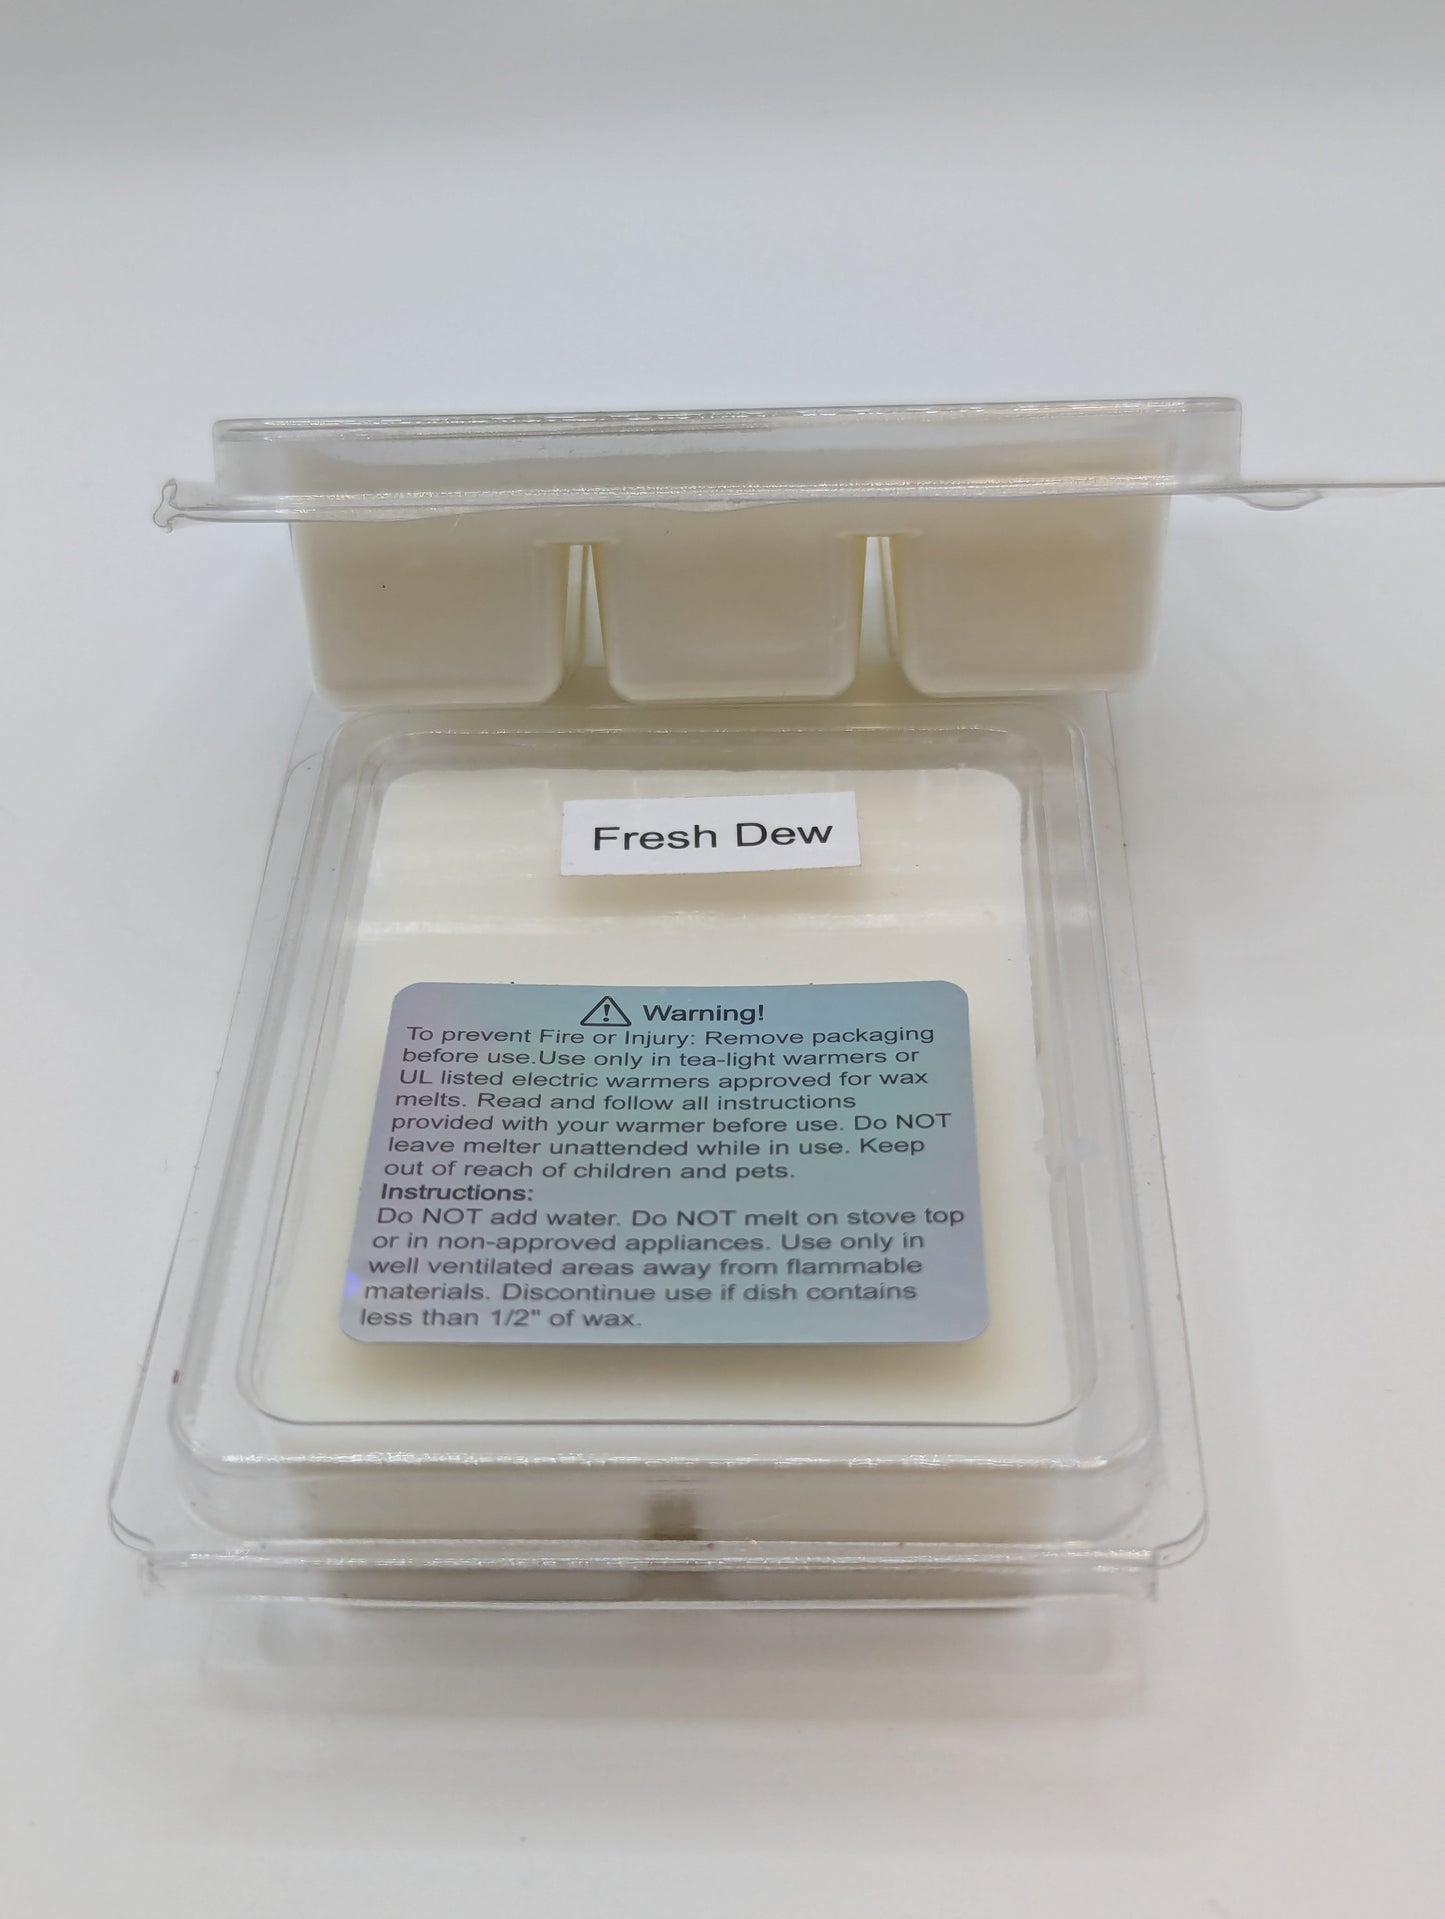 Fresh Dew
Warning!
To prevent Fire or Injury: Remove packaging
before use.Use only in tea-light warmers or
UL listed electric warmers approved for wax
melts. Read and follow all instructions
provided with your warmer before use. Do NOT
leave melter unattended while in use. Keep
out of reach of children and pets.
Instructions:
Do NOT add water. Do NOT melt on stove top
or in non-approved appliances. Use only in
well ventilated areas away from flammable
materials. Discontinue use if dish contains
less than 1/2" of wax.